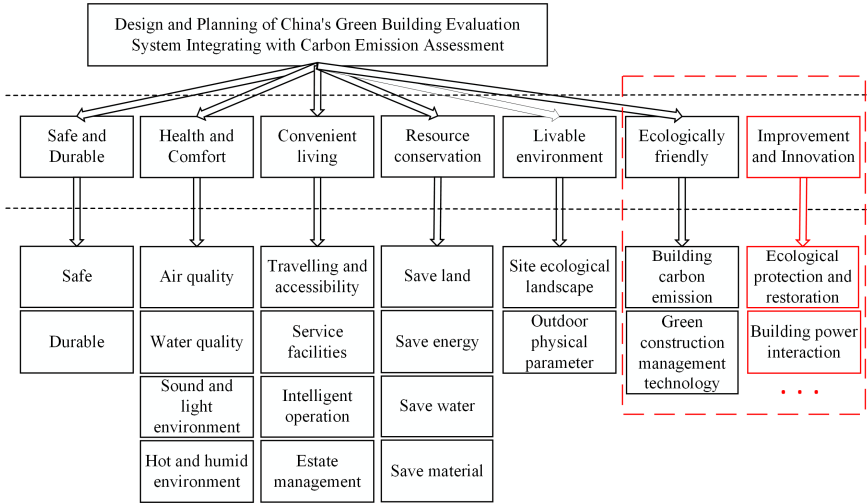 Design and Planning of China's Green Building Evaluation
System Integrating with Carbon Emission Assessment
Safe and
Durable
Health and
Comfort
Convenient
living
Resource
conservation
Livable
environment
Ecologically
friendly
Improvement
and Innovation
Safe
Durable
Air quality
Water quality
Sound and
light
environment
Hot and humid
environment
Travelling and
accessibility
Service
facilities
Intelligent
operation
Estate
management
Save land
Save energy
Save water
Save material
Site ecological
landscape
Outdoor
physical
parameter
Building
carbon
emission
Green
construction
management
technology
Ecological
protection and
restoration
Building power
interaction
...